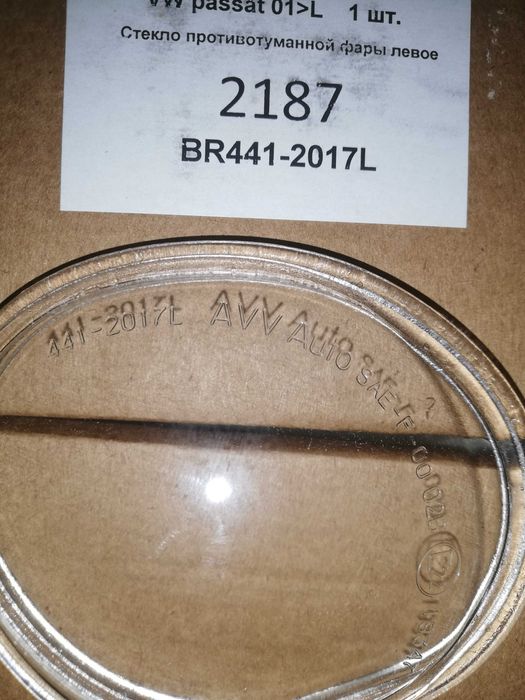 VW passat 01>L 1 шт.
Стекло противотуманной фары левое
2187
BR441-2017L
441-2017L AVV AUTO SAE